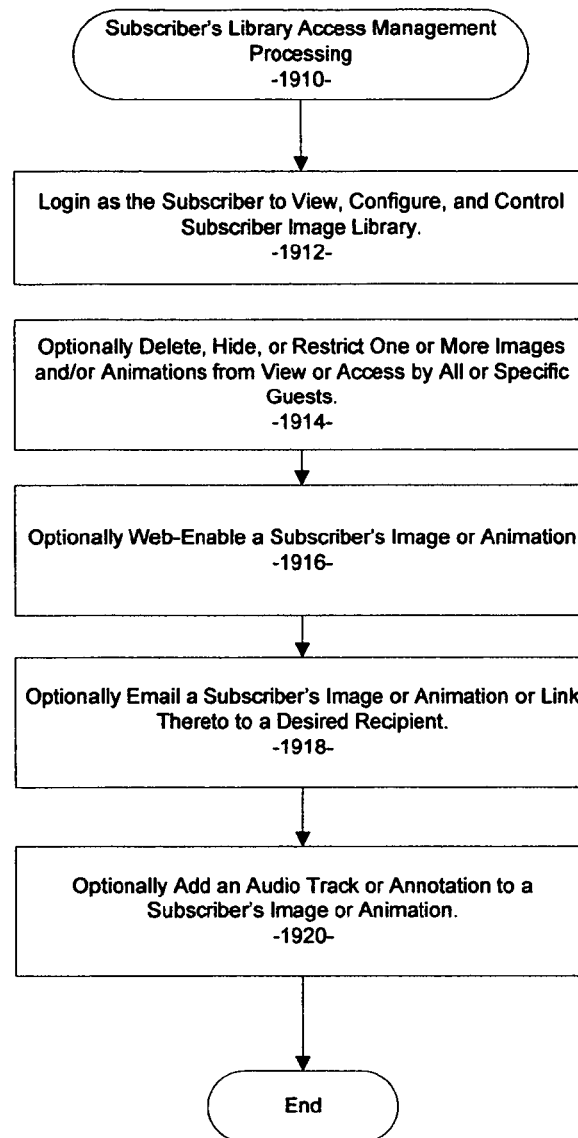 Subscriber's Library Access Management
Processing
-1910-
Login as the Subscriber to View, Configure, and Control
Subscriber Image Library.
-1912-
Optionally Delete, Hide, or Restrict One or More Images
and/or Animations from View or Access by All or Specific
Guests.
-1914-
Optionally Web-Enable a Subscriber's Image or Animation
-1916-
Optionally Email a Subscriber's Image or Animation or Link
Thereto to a Desired Recipient.
-1918-
Optionally Add an Audio Track or Annotation to a
Subscriber's Image or Animation.
-1920-
End